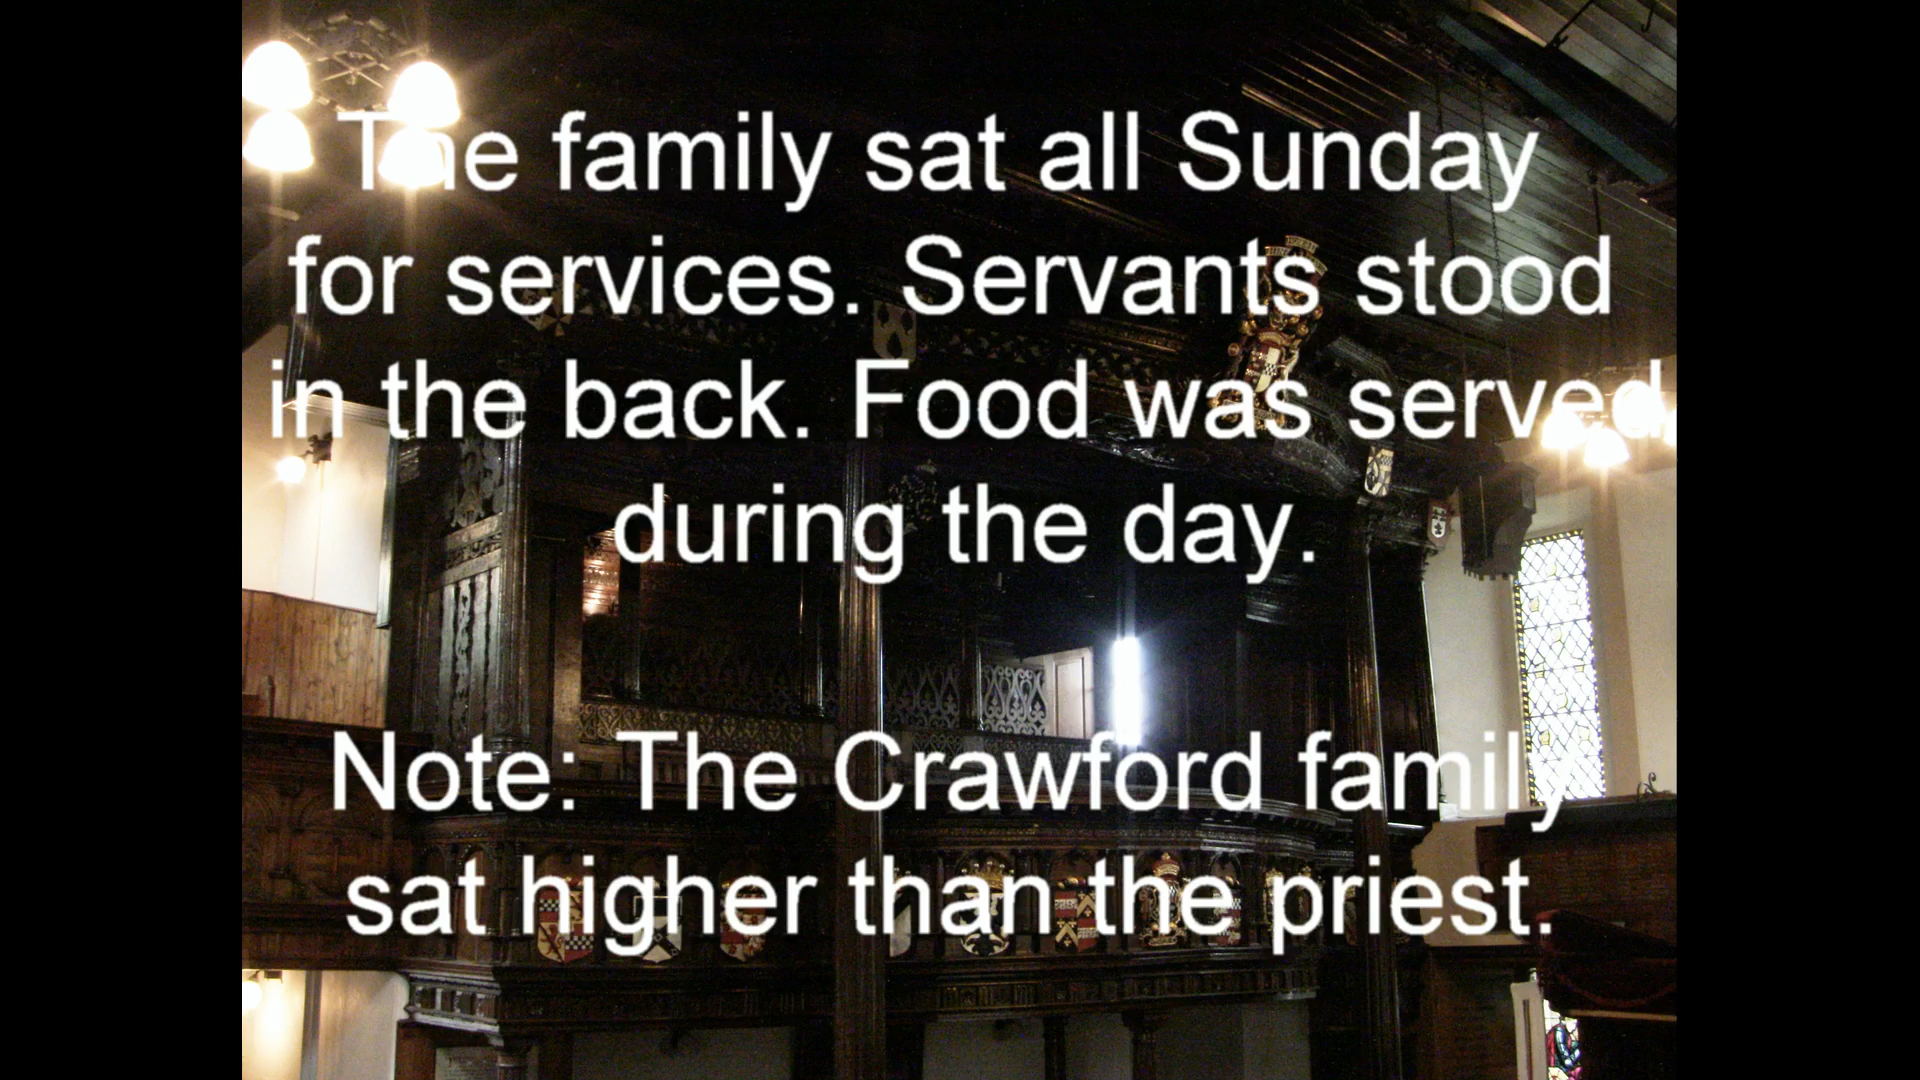 The family sat all Sunday
for services. Servants stood
in the back. Food was served
during the day.
Note: The Crawford family
sat higher than the priest.